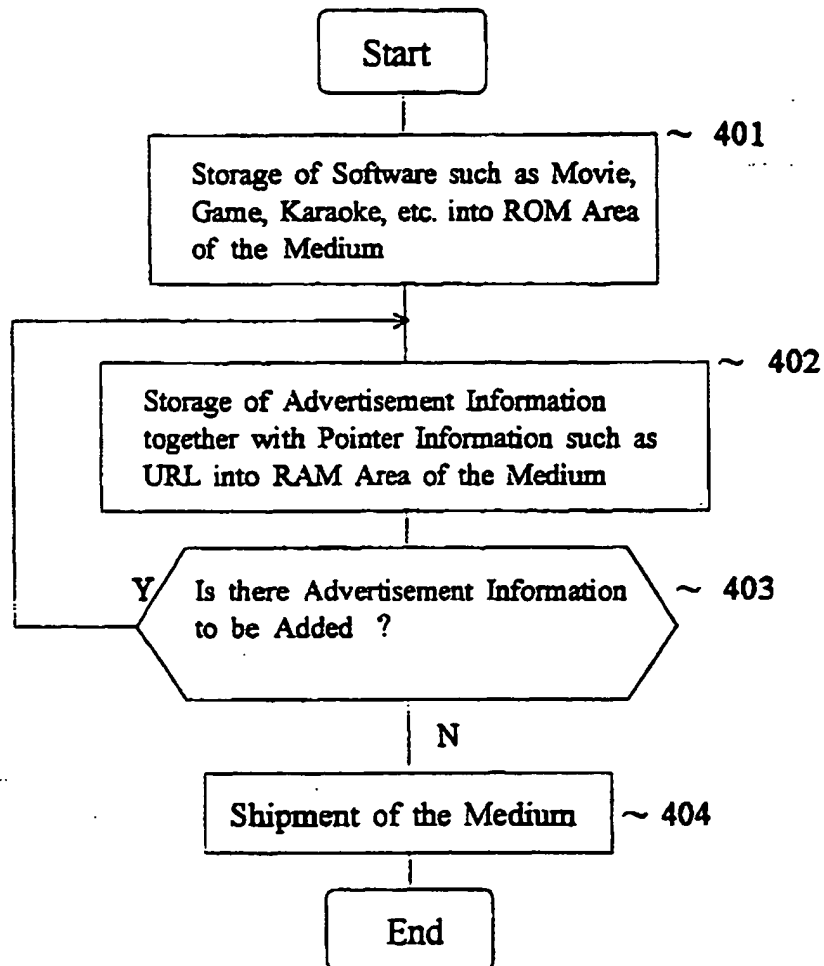 Start
~ 401
Storage of Software such as Movie,
Game, Karaoke, etc. into ROM Area
of the Medium
~ 402
Storage of Advertisement Information
together with Pointer Information such as
URL into RAM Area of the Medium
Y
Is there Advertisement Information
to be Added ?
~ 403
N
Shipment of the Medium
~ 404
End